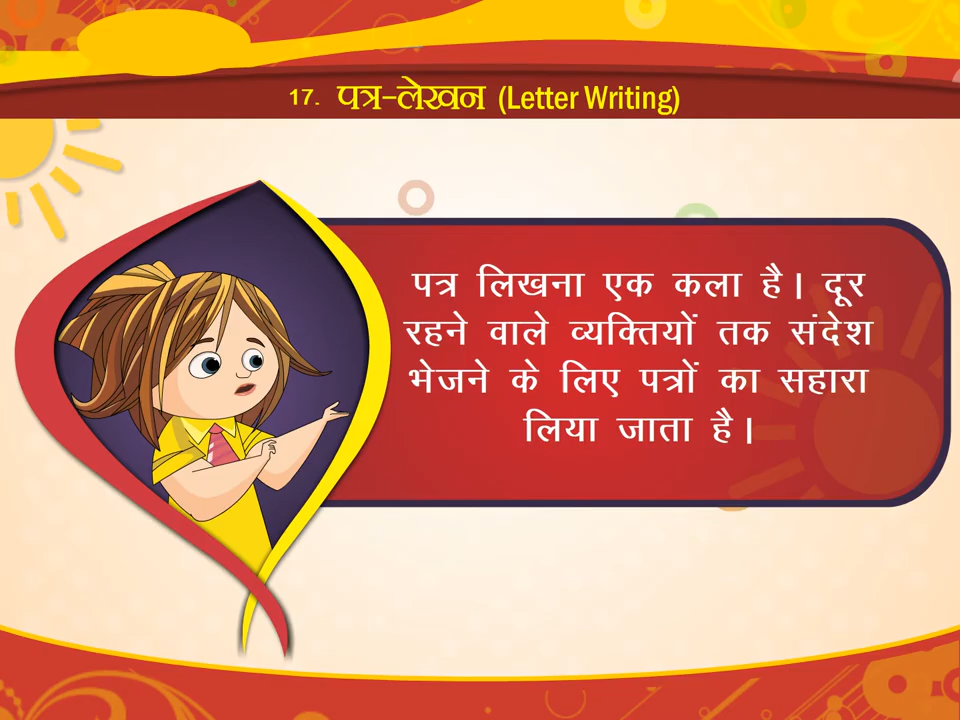 17. पत्र-लेखन (Letter Writing)
पत्र लिखना एक कला है। दूर
रहने वाले व्यक्तियों तक संदेश
भेजने के लिए पत्रों का सहारा
लिया जाता है।